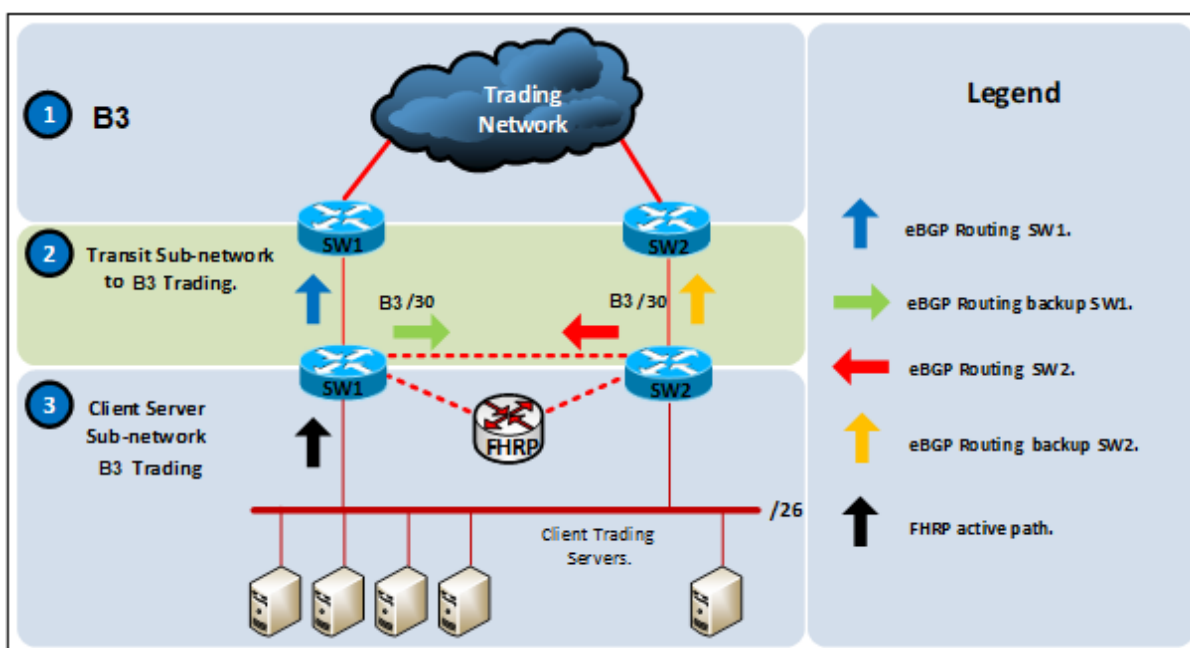 1
B3
Trading
Network
SW1
SW2
2
Transit Sub-network
to B3 Trading.
B3 /30
B3 /30
SW1
SW2
3
Client Server
Sub-network
B3 Trading
FHRP
/26
Client Trading
Servers.
Legend
eBGP Routing SW1.
eBGP Routing backup SW1.
eBGP Routing SW2.
eBGP Routing backup SW2.
FHRP active path.